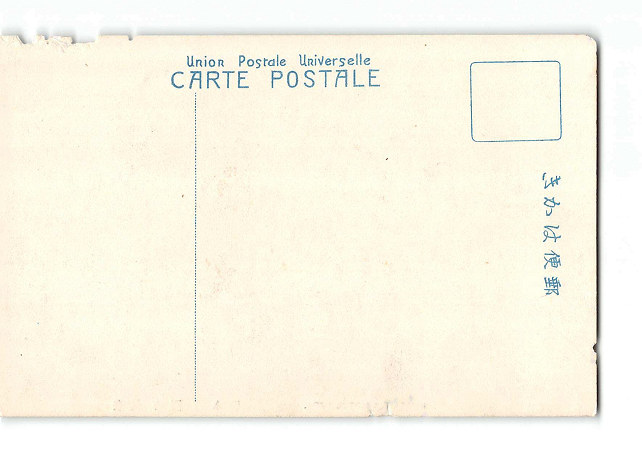 Union Postale Universelle
CARTE POSTALE
郵便はかき